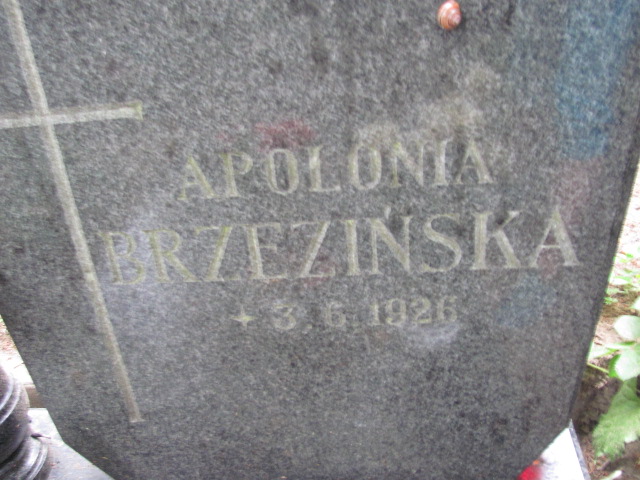 APOLONIA
BRZEZIŃSKA
+ 3. 6. 1926